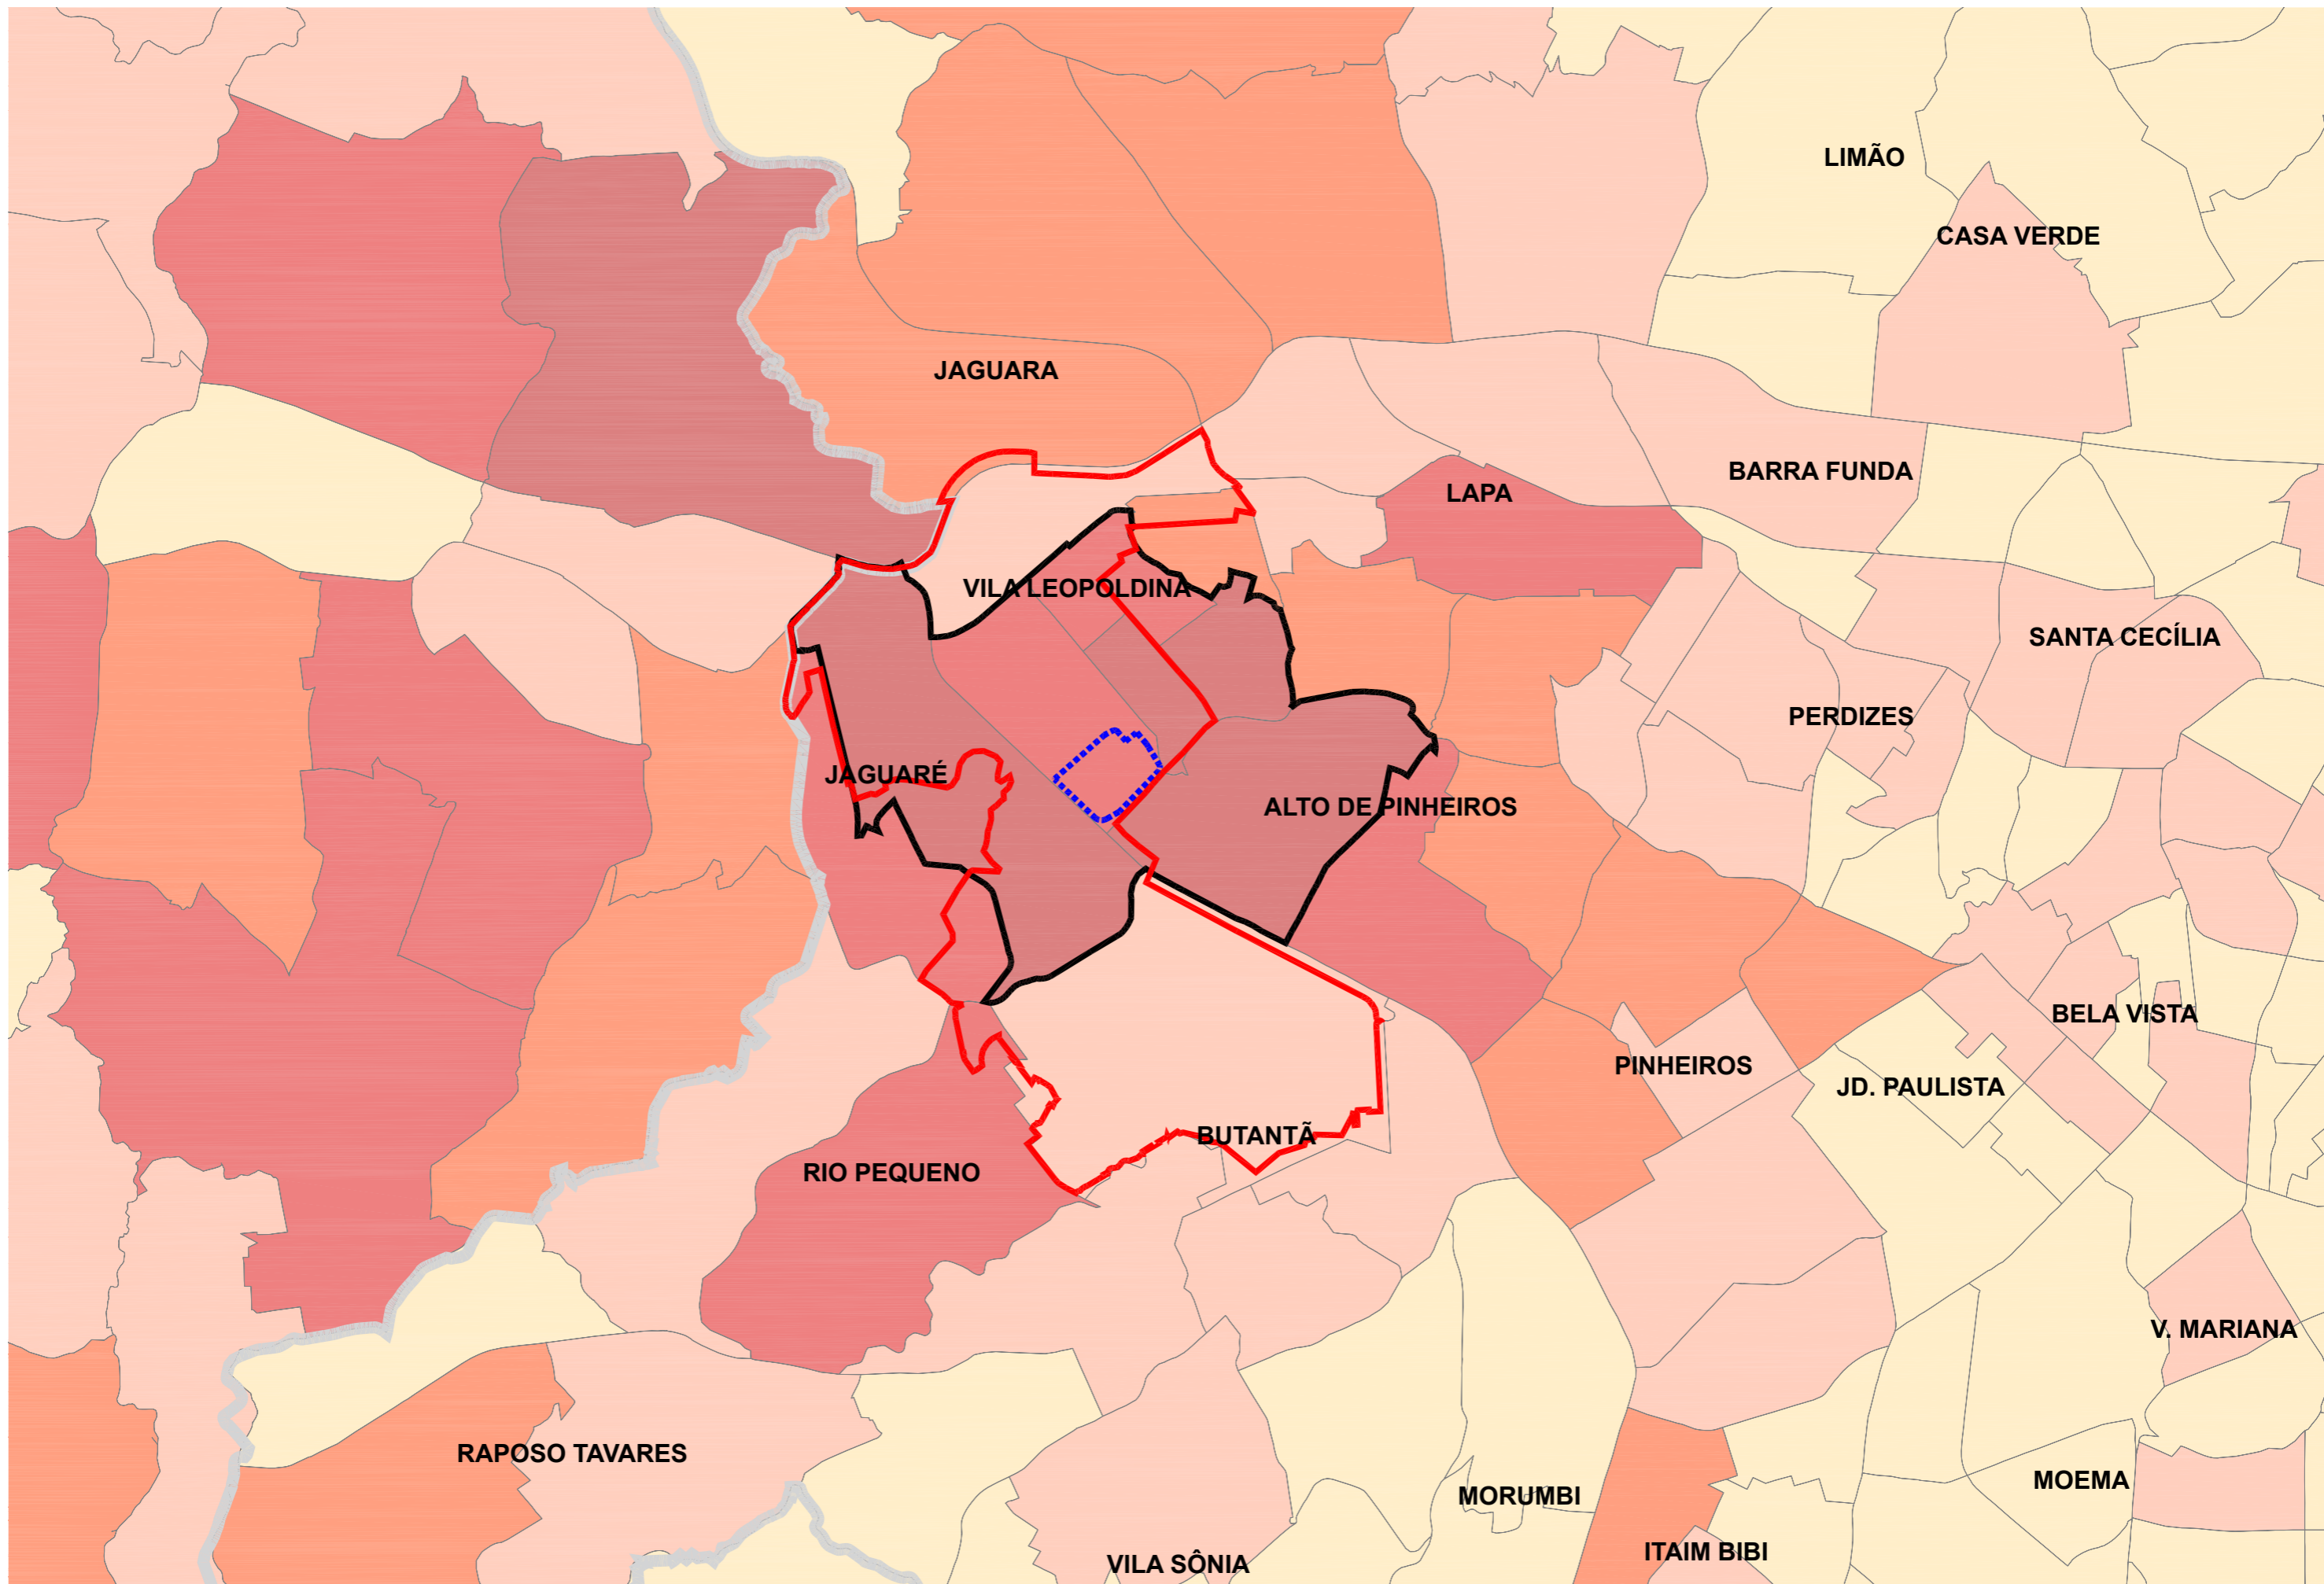 LIMÃO
CASA VERDE
JAGUARA
BARRA FUNDA
LAPA
VILA LEOPOLDINA
SANTA CECÍLIA
PERDIZES
JAGUARÉ
ALTO DE PINHEIROS
BELA VISTA
PINHEIROS
JD. PAULISTA
BUTANTÃ
RIO PEQUENO
V. MARIANA
RAPOSO TAVARES
MOEMA
MORUMBI
ITAIM BIBI
VILA SÔNIA